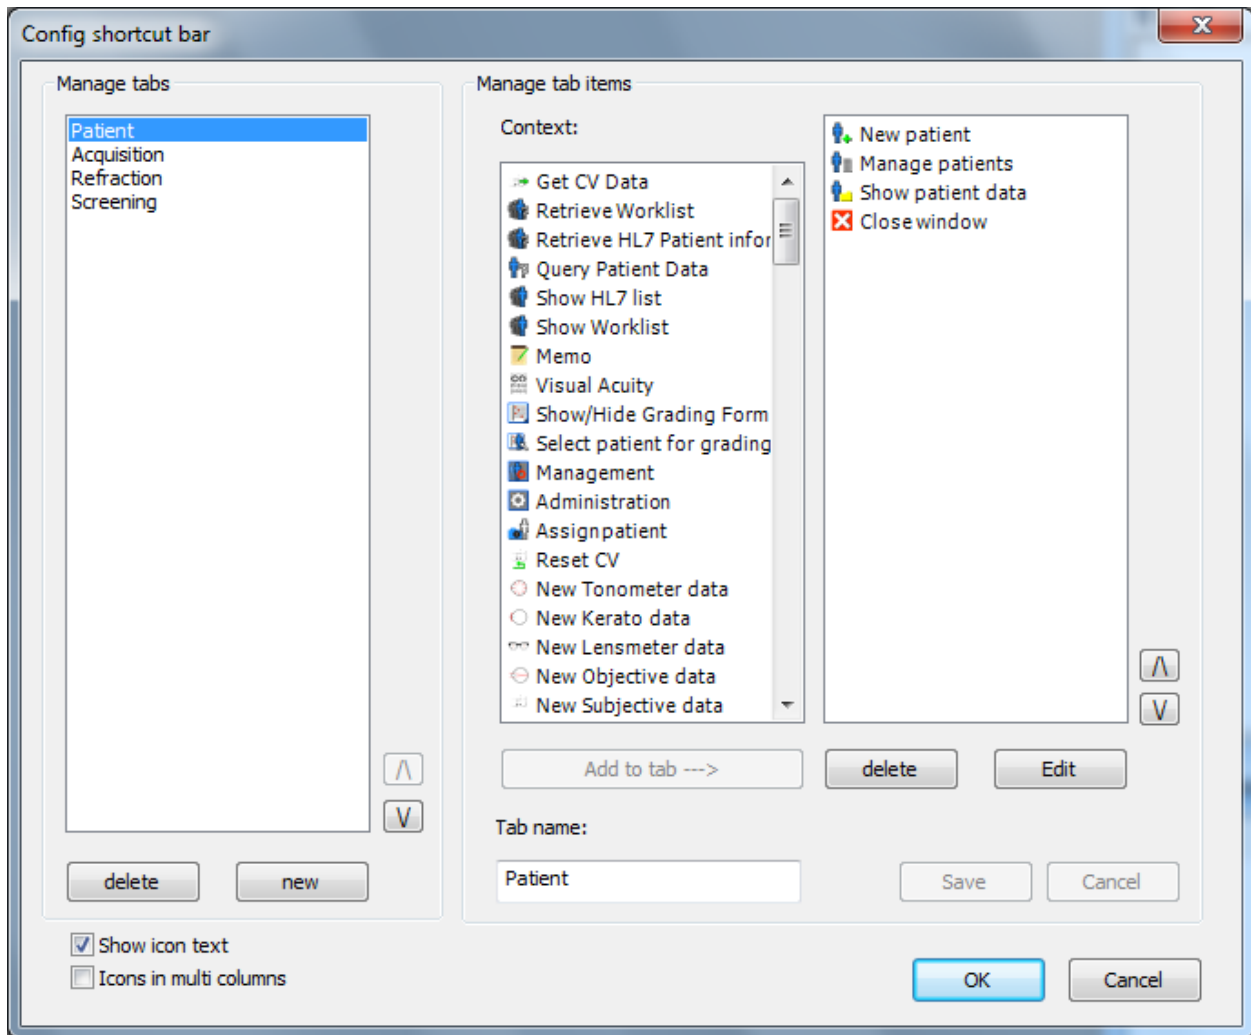 Config shortcut bar
Manage tabs
Patient
Acquisition
Refraction
Screening
/\
\/
delete
new
Manage tab items
Context:
Get CV Data
Retrieve Worklist
Retrieve HL7 Patient infor
Query Patient Data
Show HL7 list
Show Worklist
Memo
Visual Acuity
Show/Hide Grading Form
Select patient for grading
Management
Administration
Assign patient
Reset CV
New Tonometer data
New Kerato data
New Lensmeter data
New Objective data
New Subjective data
New patient
Manage patients
Show patient data
Close window
/\
\/
Add to tab --->
delete
Edit
Tab name:
Patient
Save
Cancel
Show icon text
Icons in multi columns
OK
Cancel